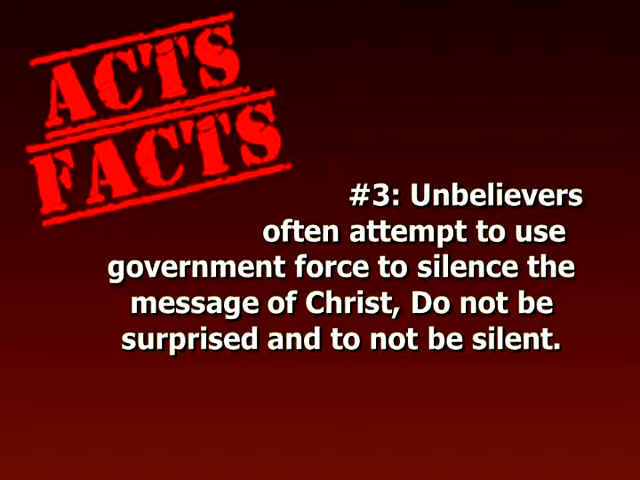 ACTS
FACTS
#3: Unbelievers
often attempt to use
government force to silence the
message of Christ, Do not be
surprised and to not be silent.